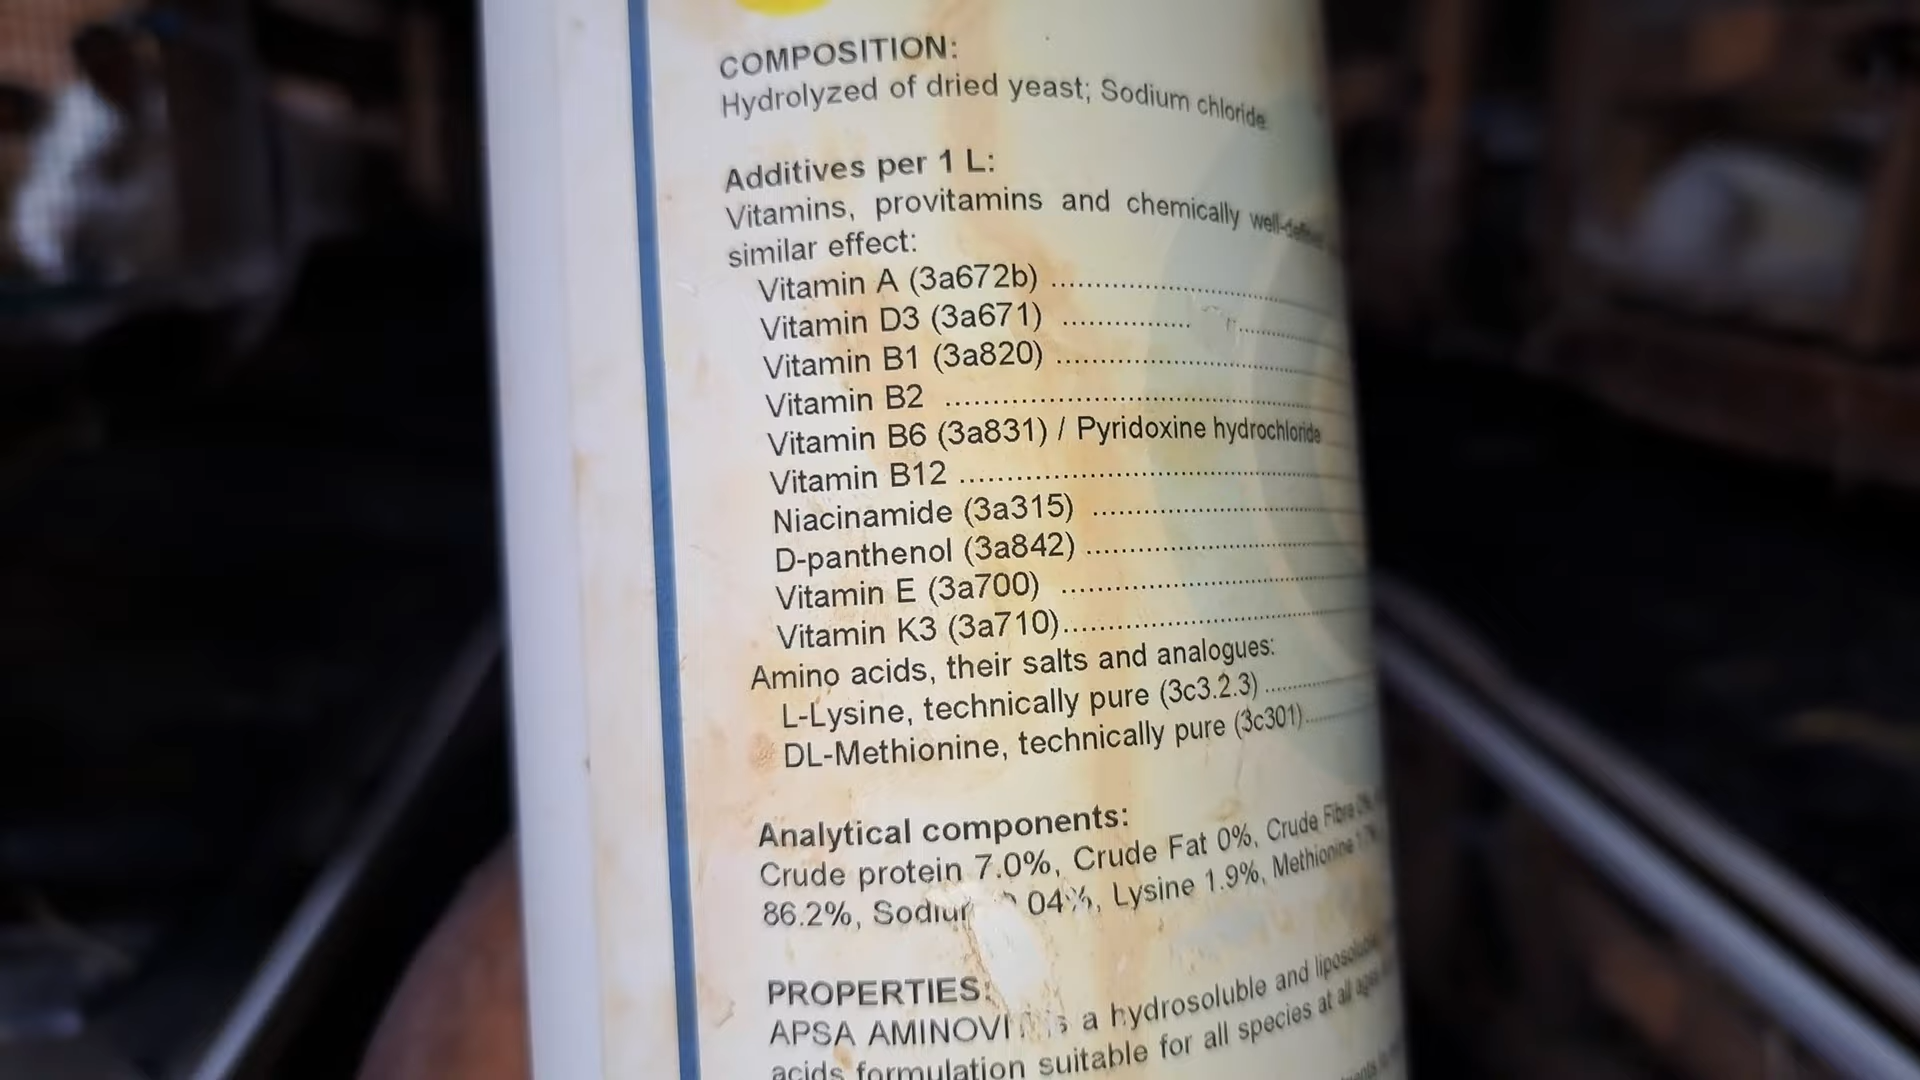 COMPOSITION:
Hydrolyzed of dried yeast; Sodium chloride
Additives per 1 L:
Vitamins, provitamins and chemically
similar effect:
Vitamin A (3a672b)
Vitamin D3 (3a671)
Vitamin B1 (3a820)
Vitamin B2
Vitamin B6 (3a831) / Pyridoxine hydrochloride
Vitamin B12
Niacinamide (3a315)
D-panthenol (3a842)
Vitamin E (3a700)
Vitamin K3 (3a710)
Amino acids, their salts and analogues:
L-Lysine, technically pure (3c3.2.3)
DL-Methionine, technically pure (3c301)
Analytical components:
Crude protein 7.0%, Crude Fat 0%, Crude Fibre
86.2%, Lysine 1.9%, Methionine
PROPERTIES:
APSA a hydrosoluble and
acids formulation suitable for all species at all